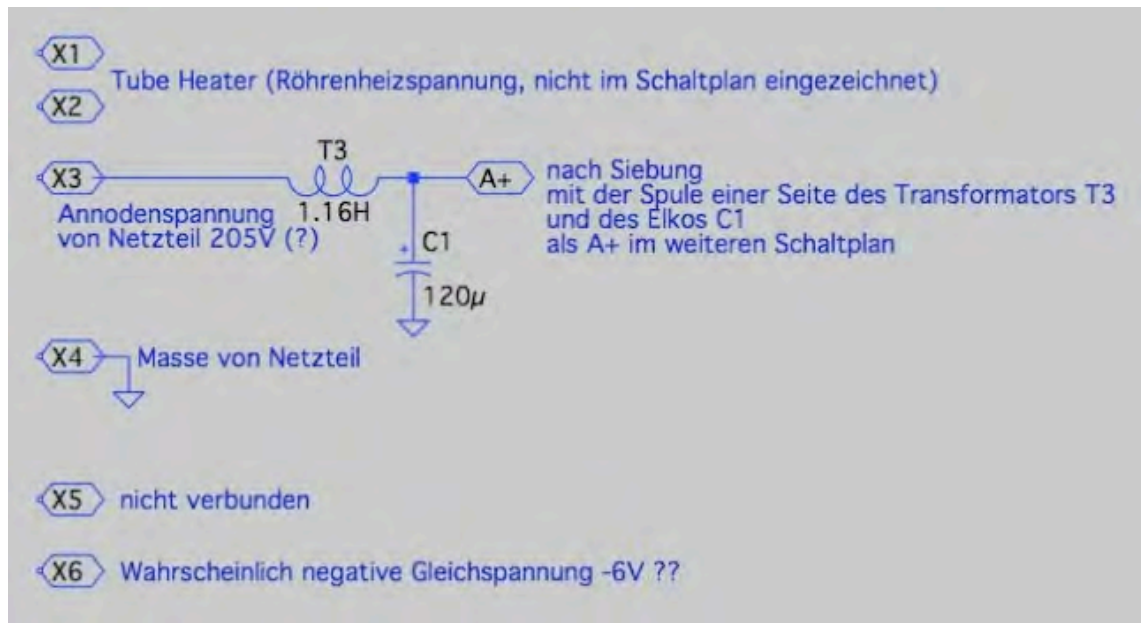 X1
Tube Heater (Röhrenheizspannung, nicht im Schaltplan eingezeichnet)
X2
T3
X3
A+
1.16H
Annodenspannung
von Netzteil 205V (?)
nach Siebung
mit der Spule einer Seite des Transformators T3
und des Elkos C1
als A+ im weiteren Schaltplan
+
C1
120µ
X4
Masse von Netzteil
X5
nicht verbunden
X6
Wahrscheinlich negative Gleichspannung -6V ??